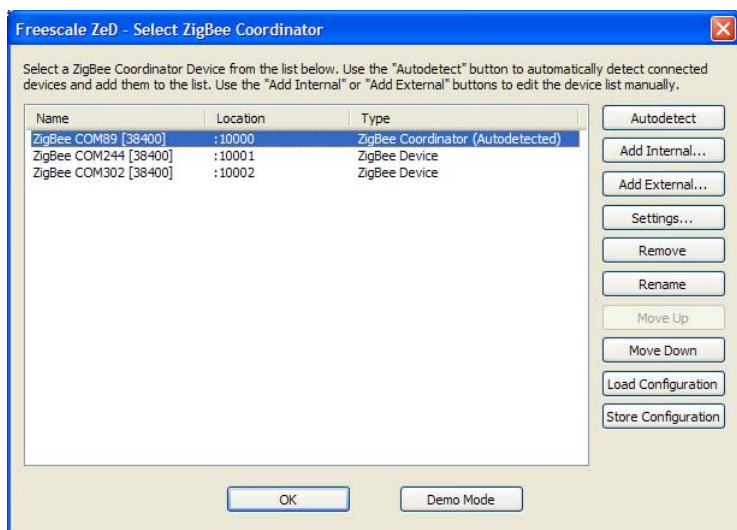 Freescale ZeD - Select ZigBee Coordinator
Select a ZigBee Coordinator Device from the list below. Use the "Autodetect" button to automatically detect connected
devices and add them to the list. Use the "Add Internal" or "Add External" buttons to edit the device list manually.
Name Location Type
ZigBee COM89 [38400] :10000 ZigBee Coordinator (Autodetected)
ZigBee COM244 [38400] :10001 ZigBee Device
ZigBee COM302 [38400] :10002 ZigBee Device
Autodetect
Add Internal...
Add External...
Settings...
Remove
Rename
Move Up
Move Down
Load Configuration
Store Configuration
OK Demo Mode